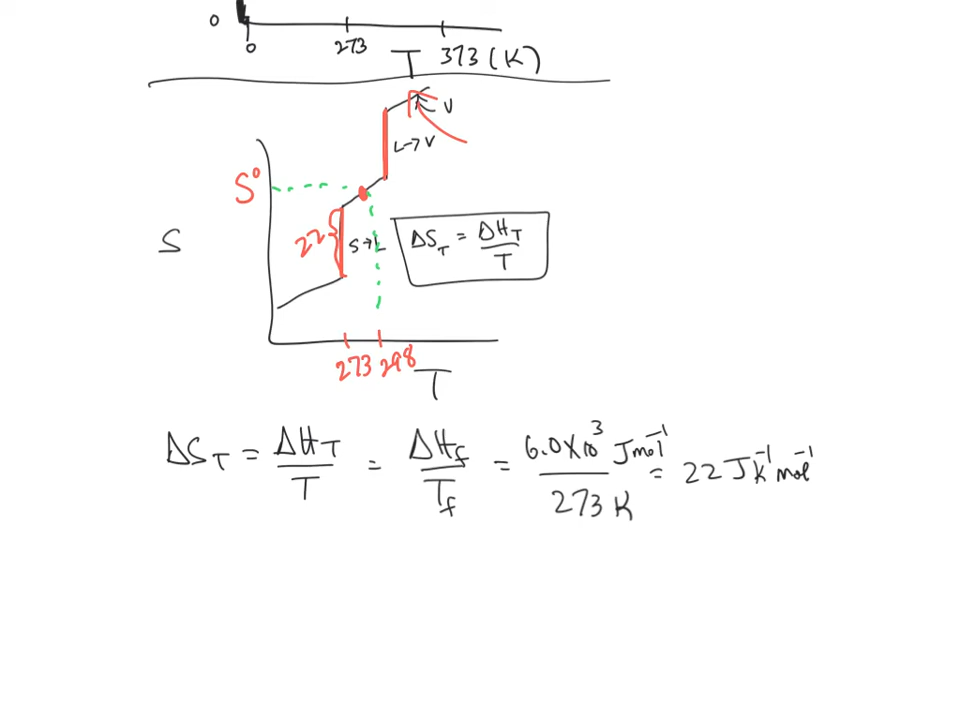 0
0 273 T 373 (K)
V
L→V
S°
22 S→L ΔS_T = ΔH_T / T
S
273 298
T
ΔS_T = ΔH_T / T = ΔH_f / T_f = 6.0×10³ J mol⁻¹ / 273 K = 22 J K⁻¹ mol⁻¹